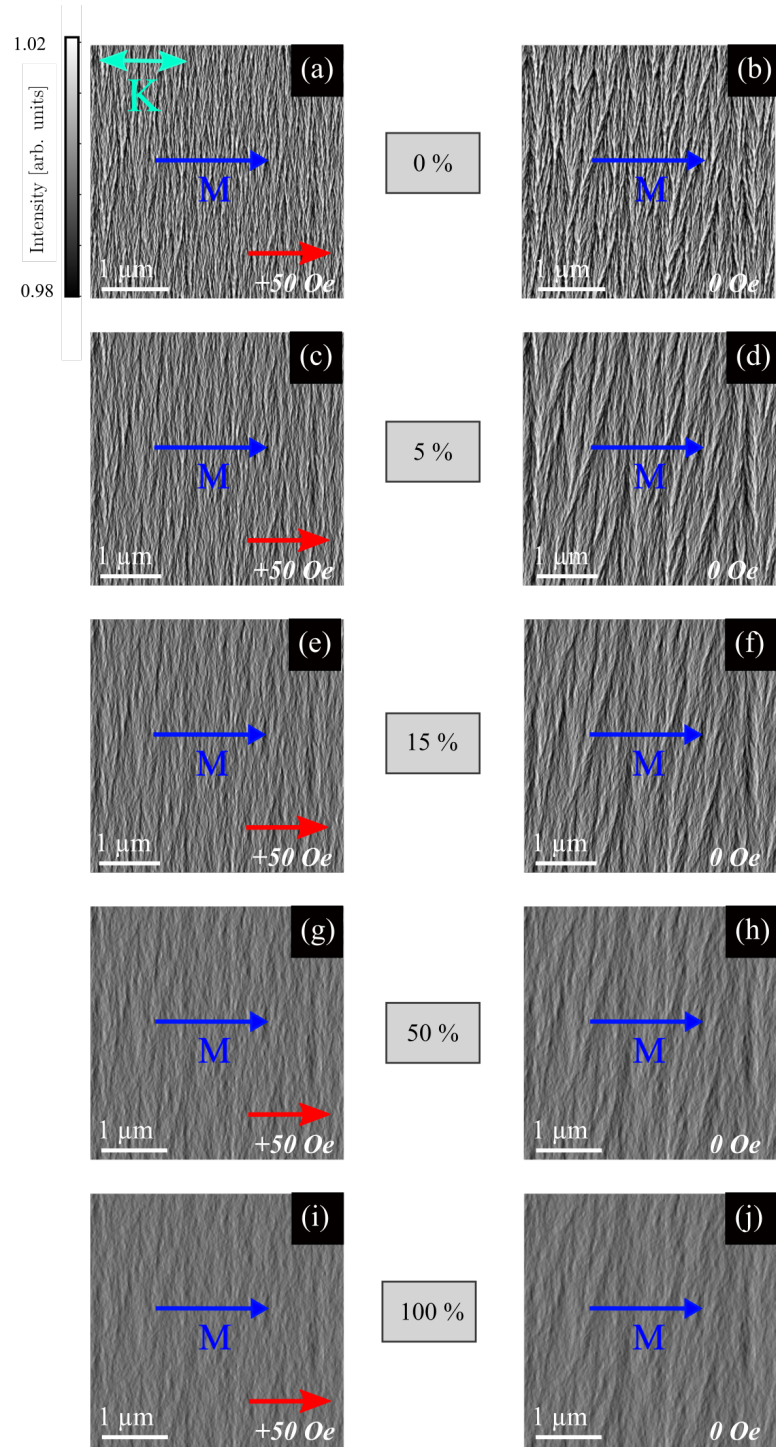 1.02
Intensity [arb. units]
0.98
(a)
K
M
1 µm
+50 Oe
0 %
(b)
M
1 µm
0 Oe
(c)
M
1 µm
+50 Oe
5 %
(d)
M
1 µm
0 Oe
(e)
M
1 µm
+50 Oe
15 %
(f)
M
1 µm
0 Oe
(g)
M
1 µm
+50 Oe
50 %
(h)
M
1 µm
0 Oe
(i)
M
1 µm
+50 Oe
100 %
(j)
M
1 µm
0 Oe